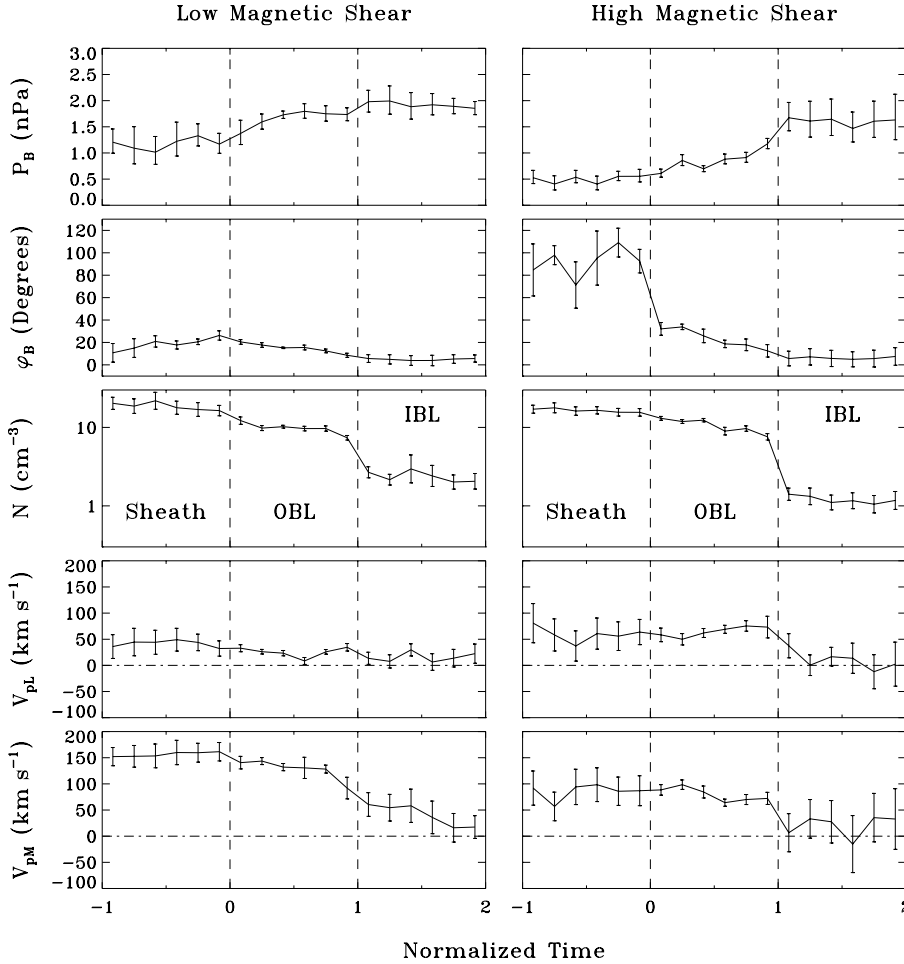 Low Magnetic Shear
High Magnetic Shear
P_B (nPa)
3.0
2.5
2.0
1.5
1.0
0.5
0.0
φ_B (Degrees)
120
100
80
60
40
20
0
N (cm⁻³)
10
1
Sheath
OBL
IBL
Sheath
OBL
IBL
V_pL (km s⁻¹)
200
150
100
50
0
-50
-100
V_pM (km s⁻¹)
200
150
100
50
0
-50
-100
-1
0
1
2
-1
0
1
2
Normalized Time